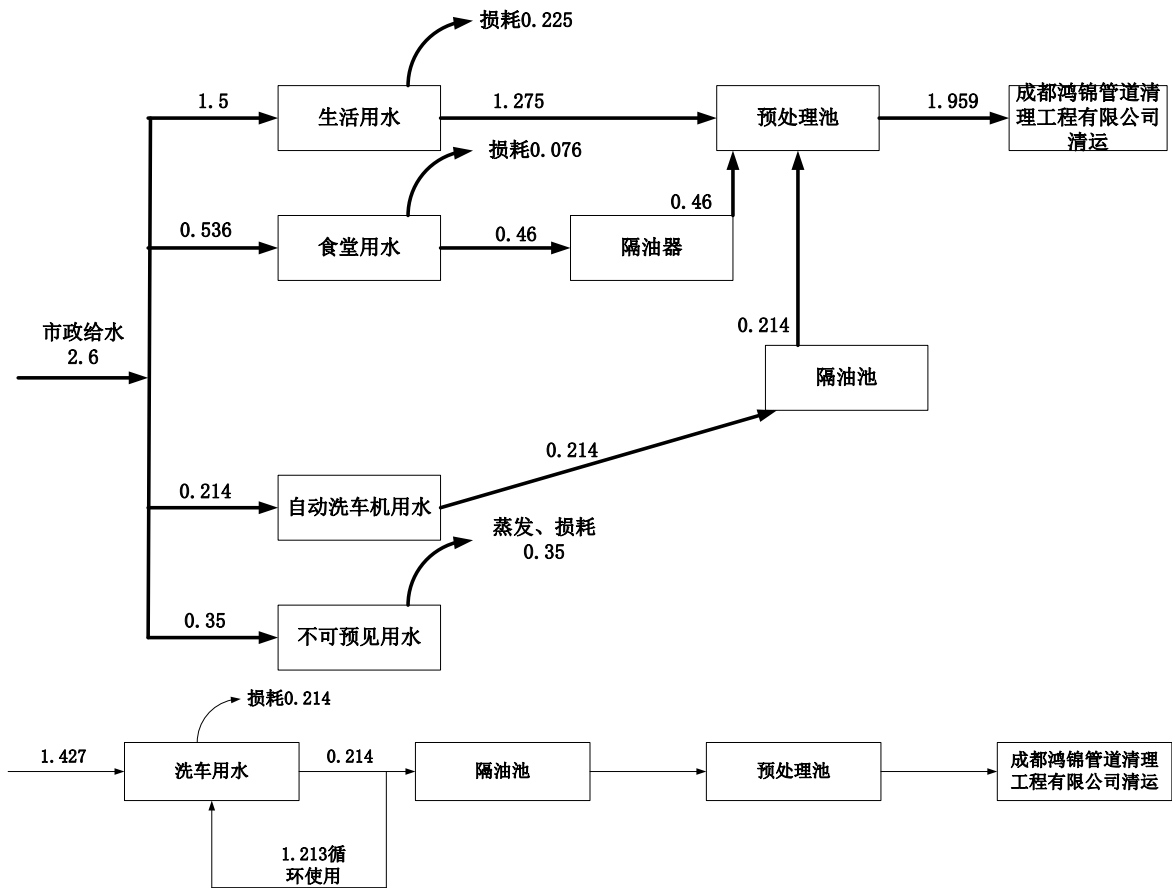 损耗0.225
1.5
生活用水
1.275
预处理池
1.959
成都鸿锦管道清
理工程有限公司
清运
损耗0.076
0.536
食堂用水
0.46
隔油器
0.46
市政给水
2.6
0.214
隔油池
0.214
0.214
自动洗车机用水
蒸发、损耗
0.35
0.35
不可预见用水
损耗0.214
1.427
洗车用水
0.214
隔油池
预处理池
成都鸿锦管道清理
工程有限公司清运
1.213循
环使用